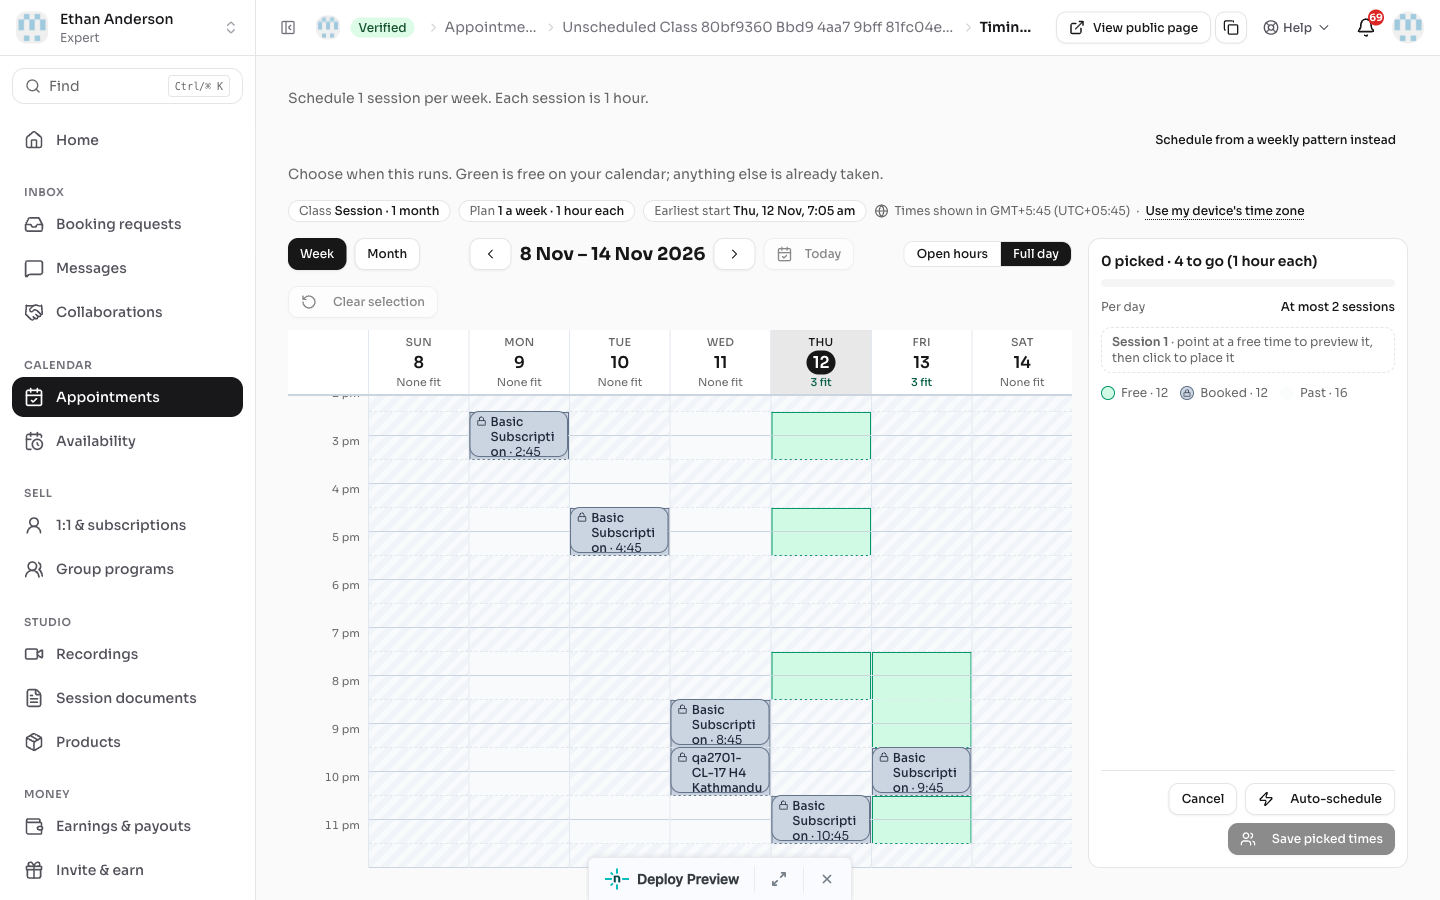 Ethan Anderson
Expert
Verified
Appointme...
Unscheduled Class 80bf9360 Bbd9 4aa7 9bff 81fc04e...
Timin...
View public page
Help
69
Find
Ctrl/⌘ K
Home
INBOX
Booking requests
Messages
Collaborations
CALENDAR
Appointments
Availability
SELL
1:1 & subscriptions
Group programs
STUDIO
Recordings
Session documents
Products
MONEY
Earnings & payouts
Invite & earn
Schedule 1 session per week. Each session is 1 hour.
Schedule from a weekly pattern instead
Choose when this runs. Green is free on your calendar; anything else is already taken.
Class Session · 1 month
Plan 1 a week · 1 hour each
Earliest start Thu, 12 Nov, 7:05 am
Times shown in GMT+5:45 (UTC+05:45) · Use my device's time zone
Week
Month
8 Nov – 14 Nov 2026
Today
Open hours
Full day
Clear selection
SUN
8
None fit
MON
9
None fit
TUE
10
None fit
WED
11
None fit
THU
12
3 fit
FRI
13
3 fit
SAT
14
None fit
3 pm
4 pm
5 pm
6 pm
7 pm
8 pm
9 pm
10 pm
11 pm
Basic
Subscripti
on · 2:45
Basic
Subscripti
on · 4:45
Basic
Subscripti
on · 8:45
qa2701-
CL-17 H4
Kathmandu
Basic
Subscripti
on · 10:45
Basic
Subscripti
on · 9:45
0 picked · 4 to go (1 hour each)
Per day
At most 2 sessions
Session 1 · point at a free time to preview it,
then click to place it
Free · 12
Booked · 12
Past · 16
Cancel
Auto-schedule
Save picked times
Deploy Preview